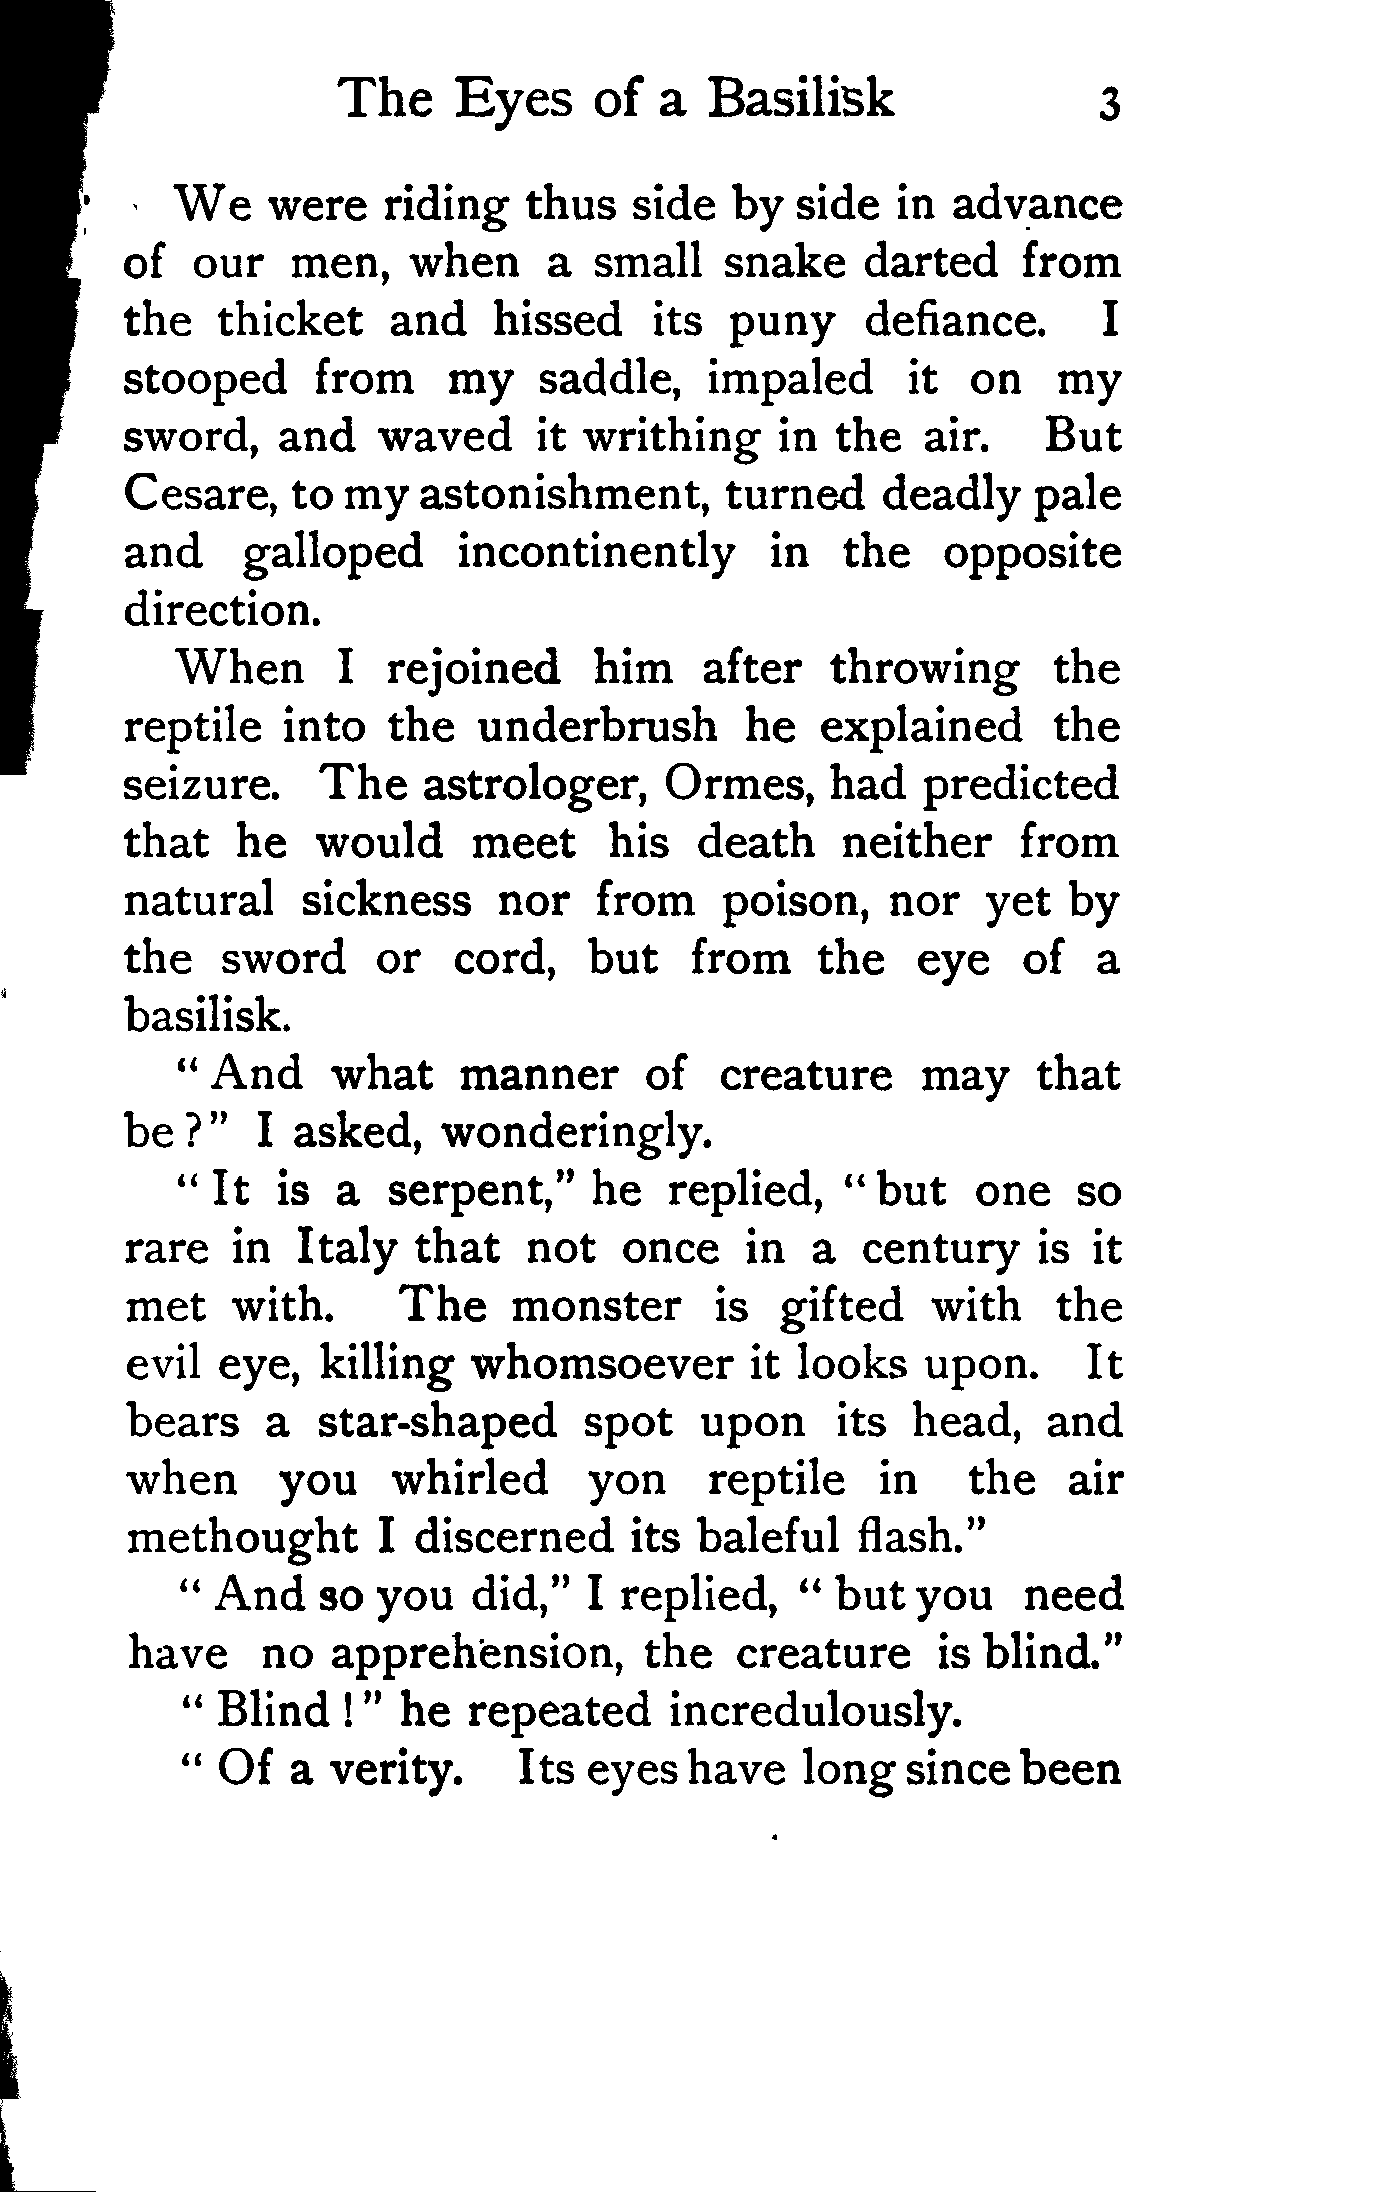 The Eyes of a Basilisk 3
We were riding thus side by side in advance
of our men, when a small snake darted from
the thicket and hissed its puny defiance. I
stooped from my saddle, impaled it on my
sword, and waved it writhing in the air. But
Cesare, to my astonishment, turned deadly pale
and galloped incontinently in the opposite
direction.
When I rejoined him after throwing the
reptile into the underbrush he explained the
seizure. The astrologer, Ormes, had predicted
that he would meet his death neither from
natural sickness nor from poison, nor yet by
the sword or cord, but from the eye of a
basilisk.
" And what manner of creature may that
be ?" I asked, wonderingly.
" It is a serpent," he replied, " but one so
rare in Italy that not once in a century is it
met with. The monster is gifted with the
evil eye, killing whomsoever it looks upon. It
bears a star-shaped spot upon its head, and
when you whirled yon reptile in the air
methought I discerned its baleful flash."
" And so you did," I replied, " but you need
have no apprehension, the creature is blind."
" Blind ! " he repeated incredulously.
" Of a verity. Its eyes have long since been